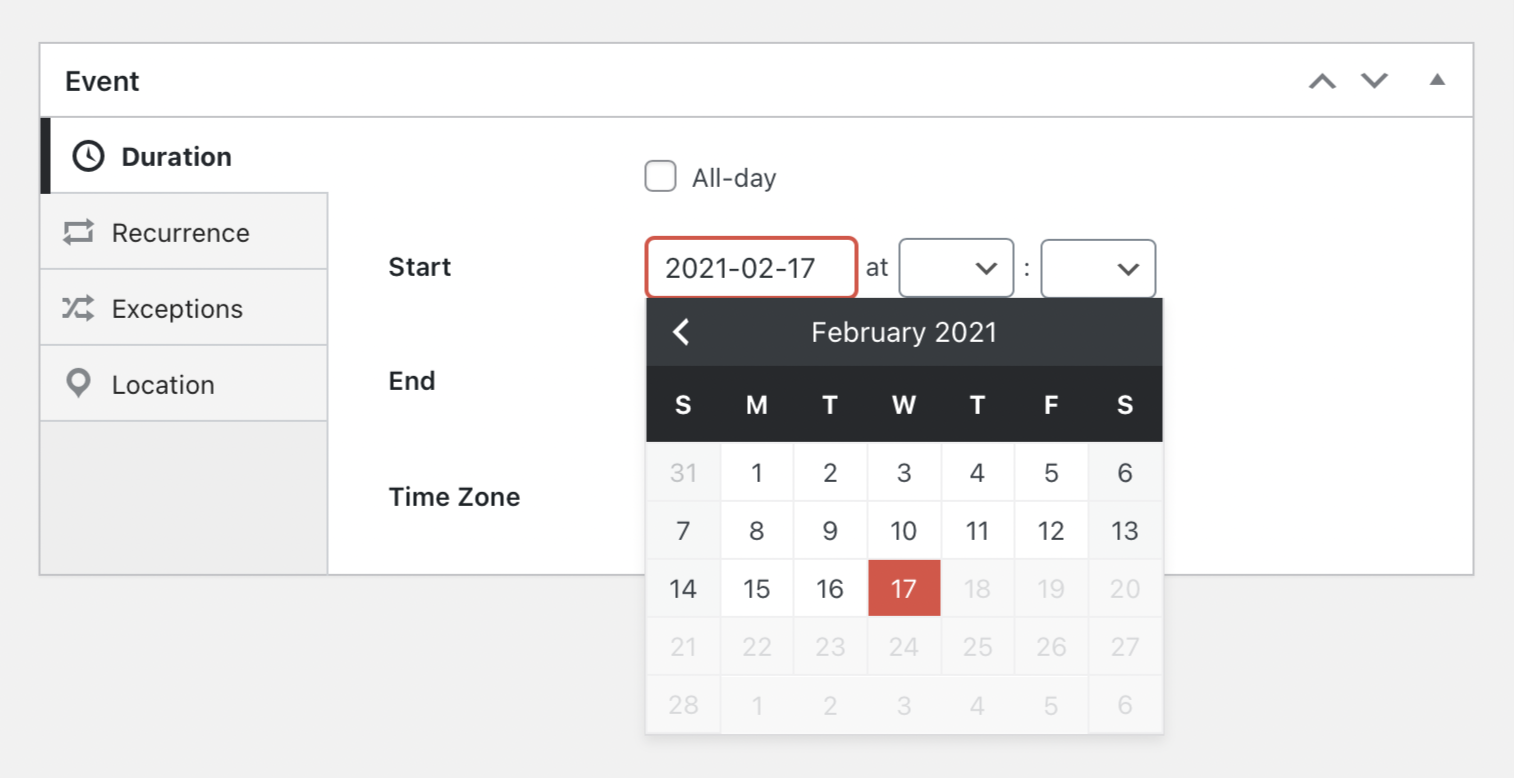 Event
Duration
All-day
Recurrence
Start 2021-02-17 at :
February 2021
Exceptions
End
S M T W T F S
Location
31 1 2 3 4 5 6
Time Zone
7 8 9 10 11 12 13
14 15 16 17 18 19 20
21 22 23 24 25 26 27
28 1 2 3 4 5 6